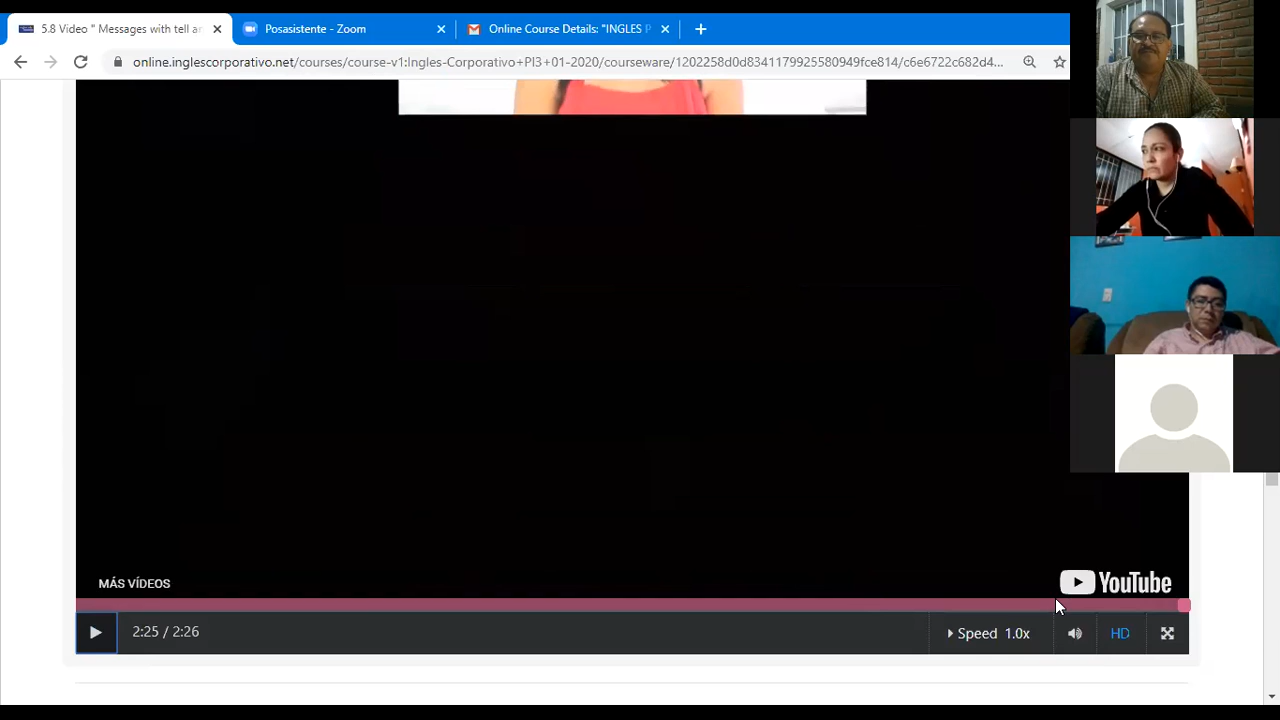 5.8 Video " Messages with tell ar
Posasistente - Zoom
Online Course Details: "INGLES P
online.inglescorporativo.net/courses/course-v1:Ingles-Corporativo+PI3+01-2020/courseware/1202258d0d8341179925580949fce814/c6e6722c682d4...
MÁS VÍDEOS
YouTube
2:25 / 2:26
Speed 1.0x
HD